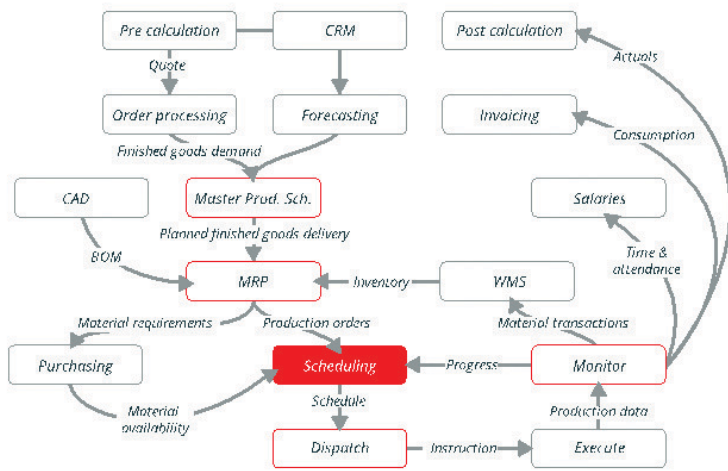 Pre calculation
CRM
Post calculation
Quote
Actuals
Order processing
Forecasting
Invoicing
Consumption
Finished goods demand
CAD
Master Prod. Sch.
Salaries
Planned finished goods delivery
BOM
Time &
attendance
MRP
Inventory
WMS
Material requirements
Production orders
Material transactions
Purchasing
Scheduling
Progress
Monitor
Schedule
Material
availability
Production data
Dispatch
Instruction
Execute